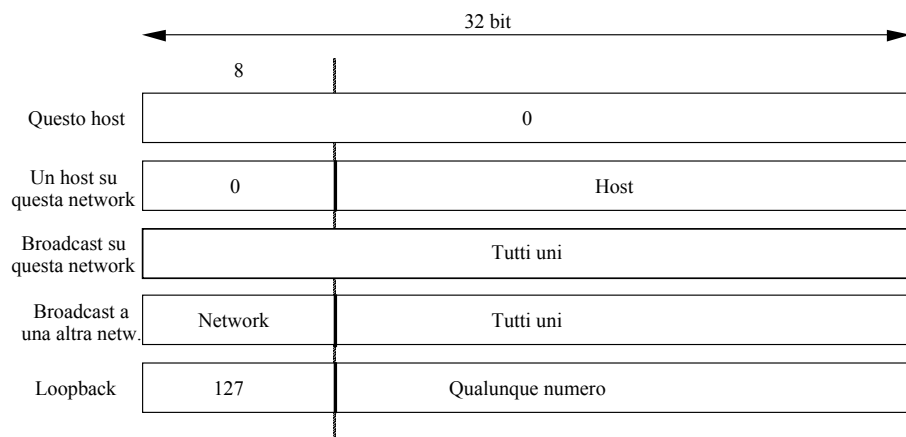 32 bit
8
Questo host
0
Un host su
questa network
0
Host
Broadcast su
questa network
Tutti uni
Broadcast a
una altra netw.
Network
Tutti uni
Loopback
127
Qualunque numero